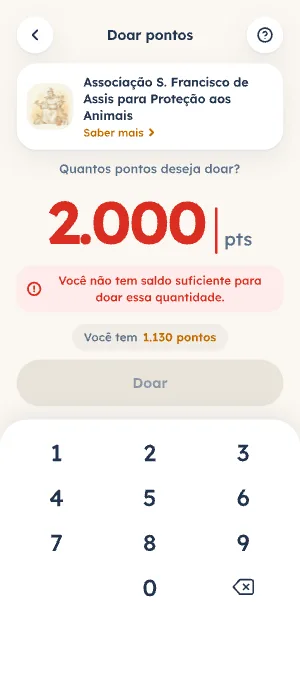 Doar pontos
Associação S. Francisco de
Assis para Proteção aos
Animais
Saber mais
Quantos pontos deseja doar?
2.000 pts
Você não tem saldo suficiente para
doar essa quantidade.
Você tem 1.130 pontos
Doar
1 2 3
4 5 6
7 8 9
0